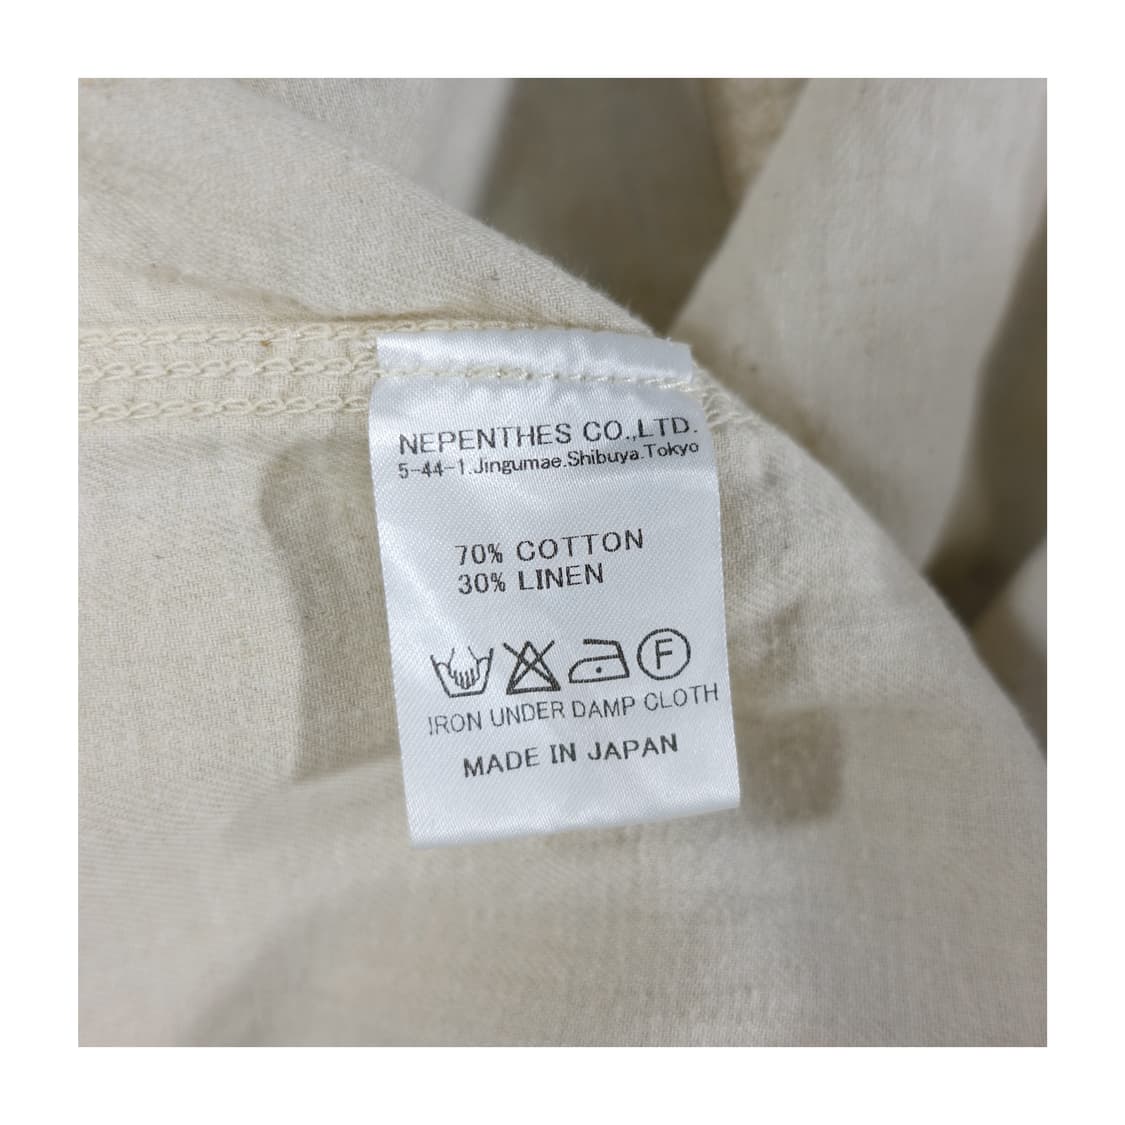 NEPENTHES CO.,LTD.
5-44-1.Jingumae.Shibuya.Tokyo
70% COTTON
30% LINEN
F
IRON UNDER DAMP CLOTH
MADE IN JAPAN